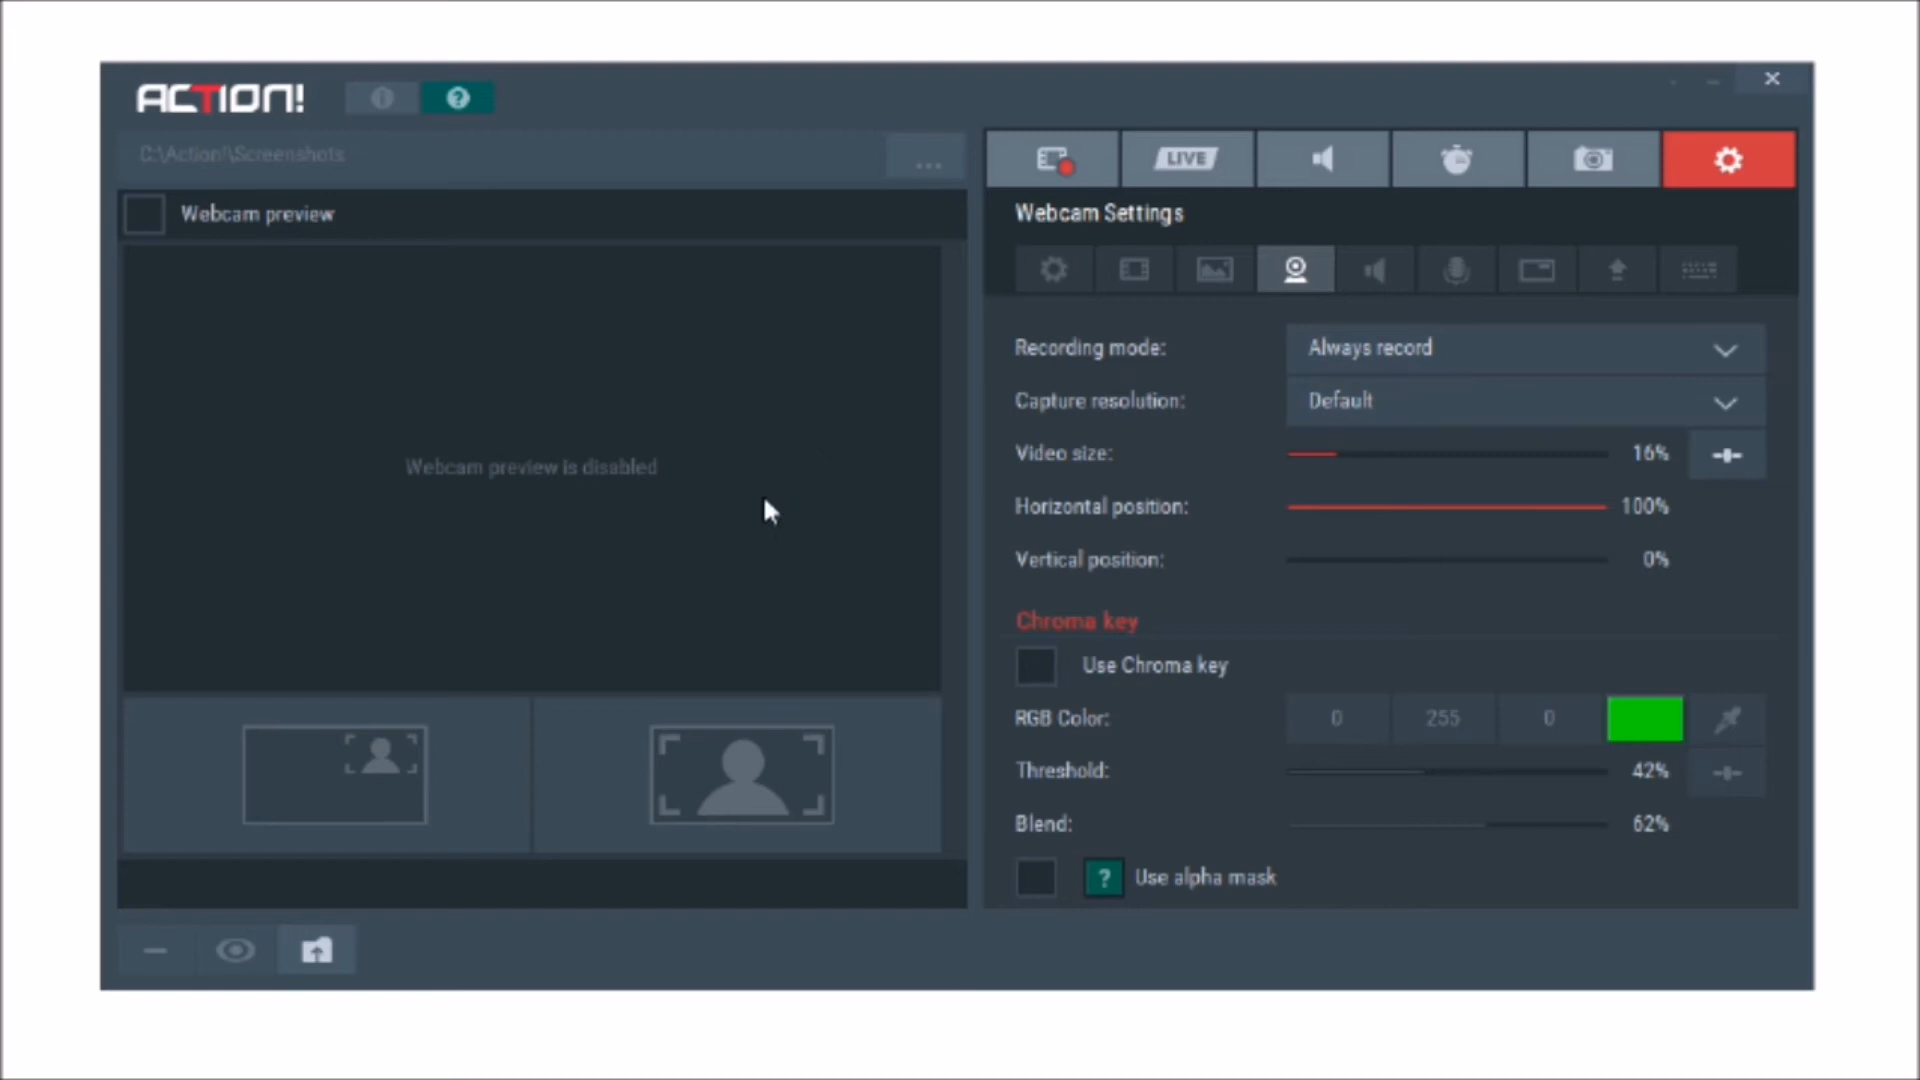 ACTION!
C:\Action!\Screenshots
...
LIVE
Webcam preview
Webcam preview is disabled
Webcam Settings
Recording mode: Always record
Capture resolution: Default
Video size: 16%
Horizontal position: 100%
Vertical position: 0%
Chroma key
Use Chroma key
RGB Color: 0 255 0
Threshold: 42%
Blend: 62%
? Use alpha mask